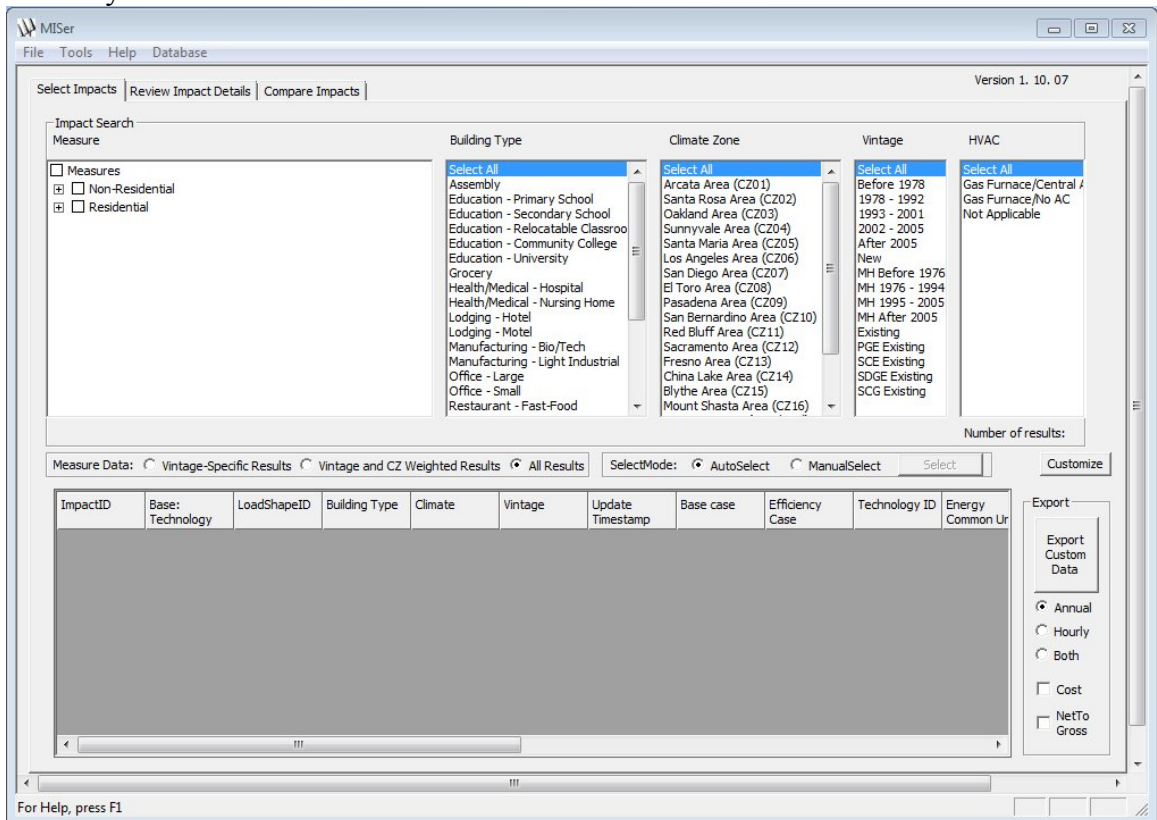 MISer
File Tools Help Database
Version 1. 10. 07
Select Impacts Review Impact Details Compare Impacts
Impact Search
Measure Building Type Climate Zone Vintage HVAC
Measures
Non-Residential
Residential
Select All
Assembly
Education - Primary School
Education - Secondary School
Education - Relocatable Classroo
Education - Community College
Education - University
Grocery
Health/Medical - Hospital
Health/Medical - Nursing Home
Lodging - Hotel
Lodging - Motel
Manufacturing - Bio/Tech
Manufacturing - Light Industrial
Office - Large
Office - Small
Restaurant - Fast-Food
Select All
Arcata Area (CZ01)
Santa Rosa Area (CZ02)
Oakland Area (CZ03)
Sunnyvale Area (CZ04)
Santa Maria Area (CZ05)
Los Angeles Area (CZ06)
San Diego Area (CZ07)
El Toro Area (CZ08)
Pasadena Area (CZ09)
San Bernardino Area (CZ10)
Red Bluff Area (CZ11)
Sacramento Area (CZ12)
Fresno Area (CZ13)
China Lake Area (CZ14)
Blythe Area (CZ15)
Mount Shasta Area (CZ16)
Select All
Before 1978
1978 - 1992
1993 - 2001
2002 - 2005
After 2005
New
MH Before 1976
MH 1976 - 1994
MH 1995 - 2005
MH After 2005
Existing
PGE Existing
SCE Existing
SDGE Existing
SCG Existing
Select All
Gas Furnace/Central A
Gas Furnace/No AC
Not Applicable
Number of results:
Measure Data: Vintage-Specific Results Vintage and CZ Weighted Results All Results SelectMode: AutoSelect ManualSelect Select Customize
ImpactID Base: Technology LoadShapeID Building Type Climate Vintage Update Timestamp Base case Efficiency Case Technology ID Energy Common Ur
Export
Export
Custom
Data
Annual
Hourly
Both
Cost
NetTo
Gross
For Help, press F1